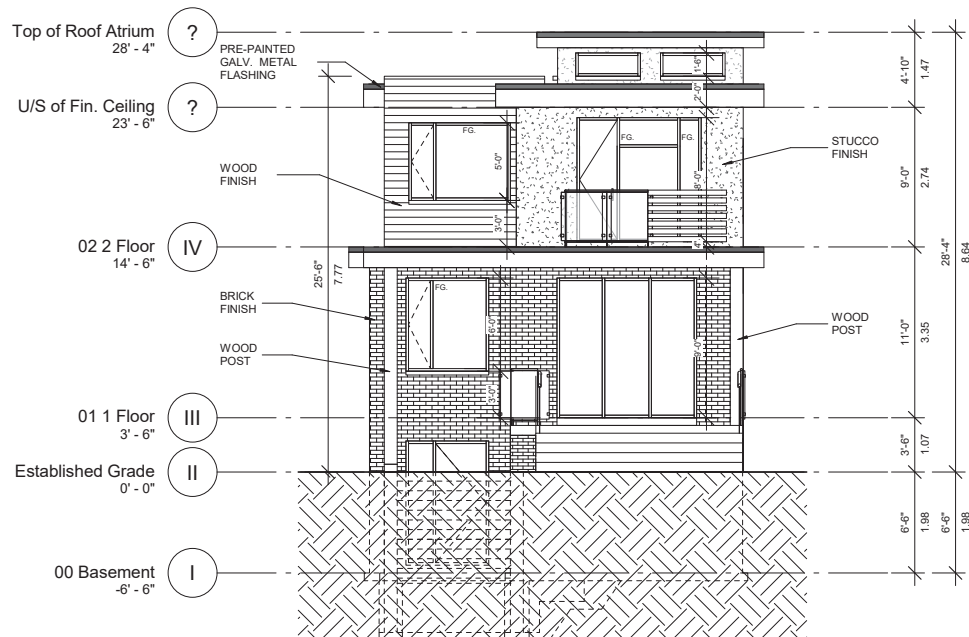 Top of Roof Atrium
28' - 4"
?
PRE-PAINTED
GALV. METAL
FLASHING
U/S of Fin. Ceiling
23' - 6"
?
WOOD
FINISH
02 2 Floor
14' - 6"
IV
BRICK
FINISH
WOOD
POST
01 1 Floor
3' - 6"
III
Established Grade
0' - 0"
II
00 Basement
-6' - 6"
I
25'-6"
7.77
FG.
5'-0"
3'-0"
FG.
6'-0"
3'-0"
1'-6"
2'-0"
FG.
FG.
8'-0"
4"
9'-0"
STUCCO
FINISH
WOOD
POST
4'-10"
1.47
9'-0"
2.74
11'-0"
3.35
3'-6"
1.07
6'-6"
1.98
28'-4"
8.64
6'-6"
1.98